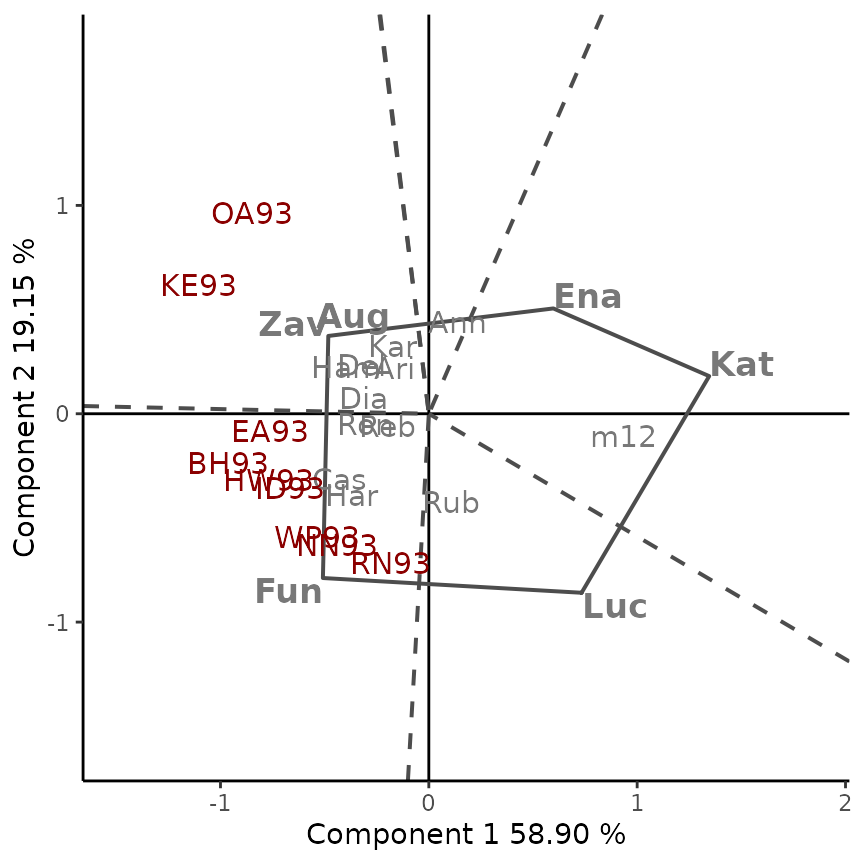 1
OA93
KE93
Ena
Zav
Aug
Ann
Kar
Kat
Ham
Del
Ari
Dia
0
Ron
Reb
EA93
m12
BH93
Cas
HW93
ID93
Har
Rub
WP93
NN93
RN93
Fun
Luc
-1
-1
0
1
2
Component 1 58.90 %
Component 2 19.15 %